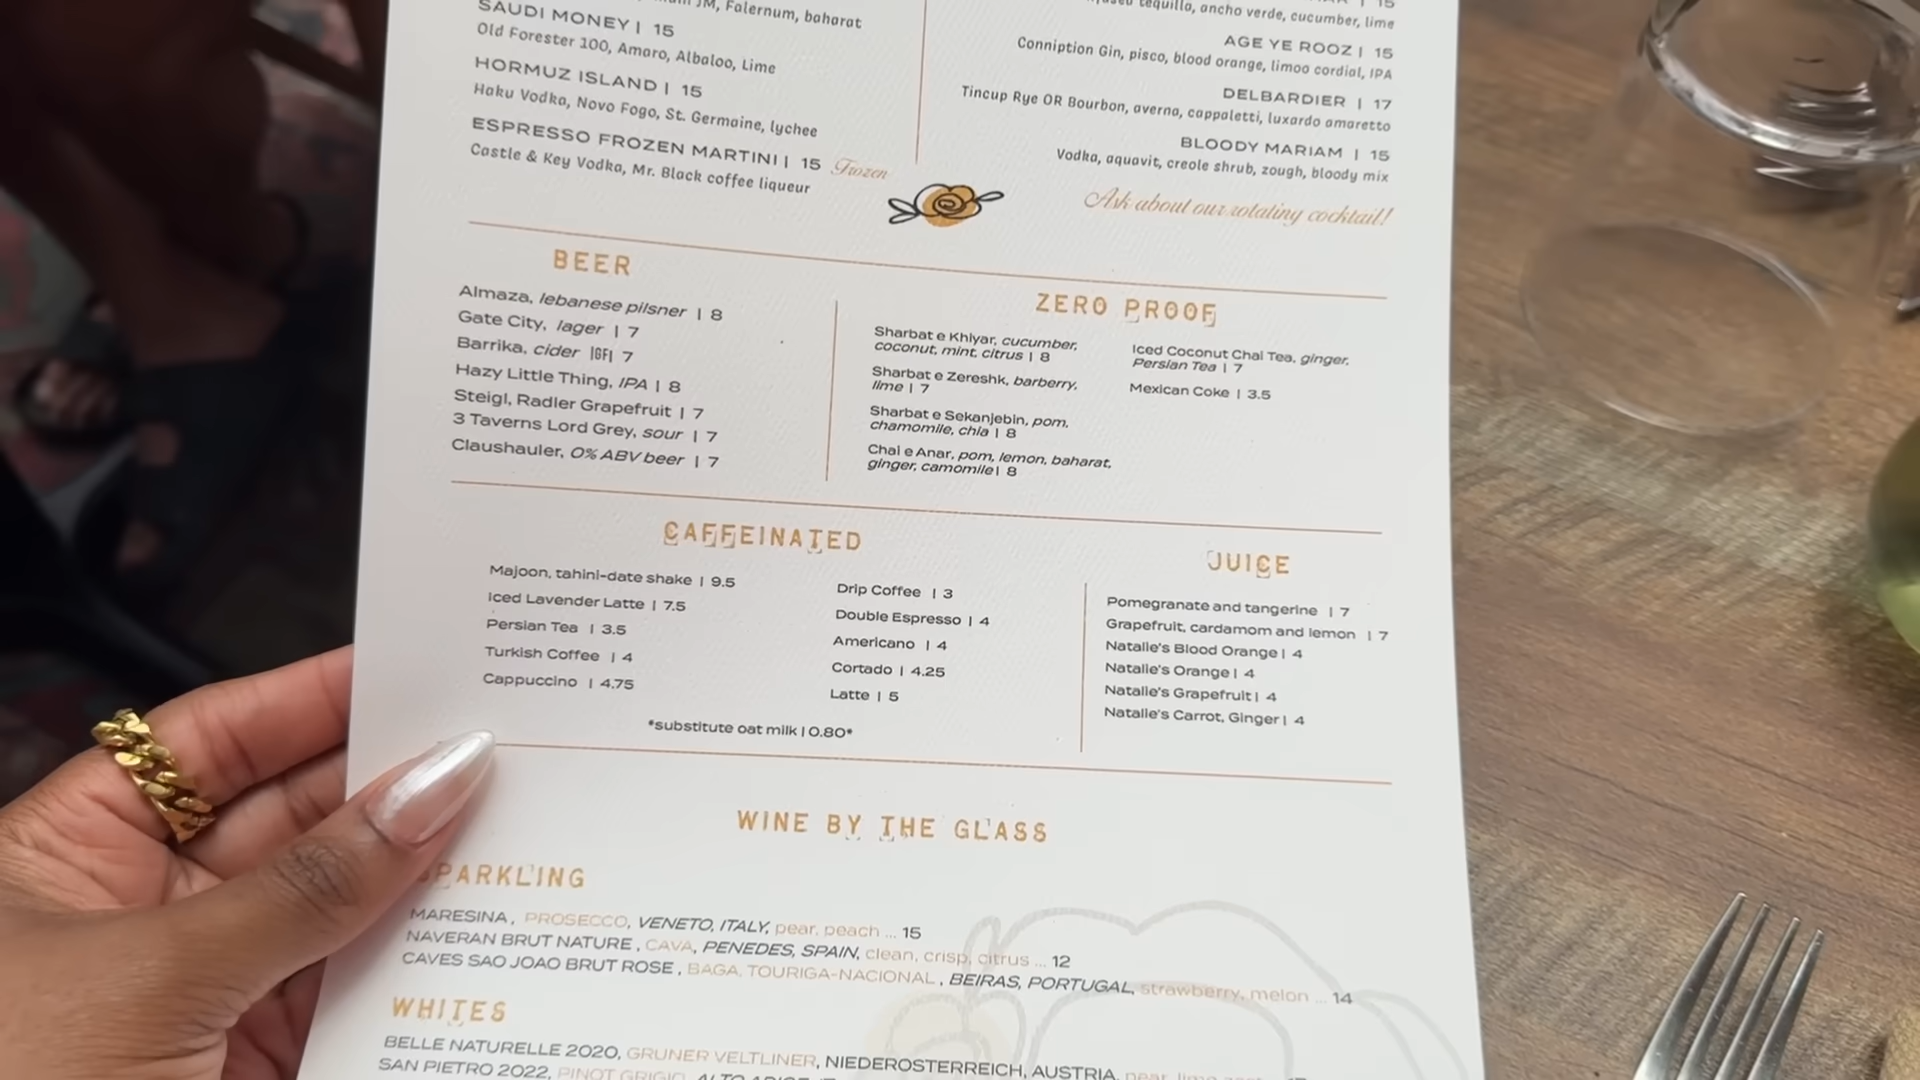 JM, Falernum, baharat
SAUDI MONEY | 15
Old Forester 100, Amaro, Albaloo, Lime
HORMUZ ISLAND | 15
Haku Vodka, Novo Fogo, St. Germaine, lychee
ESPRESSO FROZEN MARTINI | 15 Frozen
Castle & Key Vodka, Mr. Black coffee liqueur
| 15
tequilla, ancho verde, cucumber, lime
AGE YE ROOZ | 15
Conniption Gin, pisco, blood orange, limoo cordial, IPA
DELBARDIER | 17
Tincup Rye OR Bourbon, averna, cappaletti, luxardo amaretto
BLOODY MARIAM | 15
Vodka, aquavit, creole shrub, zough, bloody mix
Ask about our rotating cocktail!
BEER
Almaza, lebanese pilsner | 8
Gate City, lager | 7
Barrika, cider |GF| 7
Hazy Little Thing, IPA | 8
Steigl, Radler Grapefruit | 7
3 Taverns Lord Grey, sour | 7
Claushauler, 0% ABV beer | 7
ZERO PROOF
Sharbat e Khiyar, cucumber,
coconut, mint, citrus | 8
Sharbat e Zereshk, barberry,
lime | 7
Sharbat e Sekanjebin, pom,
chamomile, chia | 8
Chai e Anar, pom, lemon, baharat,
ginger, camomile| 8
Iced Coconut Chai Tea, ginger,
Persian Tea | 7
Mexican Coke | 3.5
CAFFEINATED
Majoon, tahini-date shake | 9.5
Iced Lavender Latte | 7.5
Persian Tea | 3.5
Turkish Coffee | 4
Cappuccino | 4.75
Drip Coffee | 3
Double Espresso | 4
Americano | 4
Cortado | 4.25
Latte | 5
*substitute oat milk | 0.80*
JUICE
Pomegranate and tangerine | 7
Grapefruit, cardamom and lemon | 7
Natalie's Blood Orange | 4
Natalie's Orange | 4
Natalie's Grapefruit | 4
Natalie's Carrot, Ginger | 4
WINE BY THE GLASS
SPARKLING
MARESINA, PROSECCO, VENETO, ITALY, pear, peach ... 15
NAVERAN BRUT NATURE, CAVA, PENEDES, SPAIN, clean, crisp, citrus ... 12
CAVES SAO JOAO BRUT ROSE, BAGA, TOURIGA-NACIONAL, BEIRAS, PORTUGAL, strawberry, melon ... 14
WHITES
BELLE NATURELLE 2020, GRUNER VELTLINER, NIEDEROSTERREICH, AUSTRIA, pear, lime
SAN PIETRO 2022, PINOT GRIGIO, ALTO